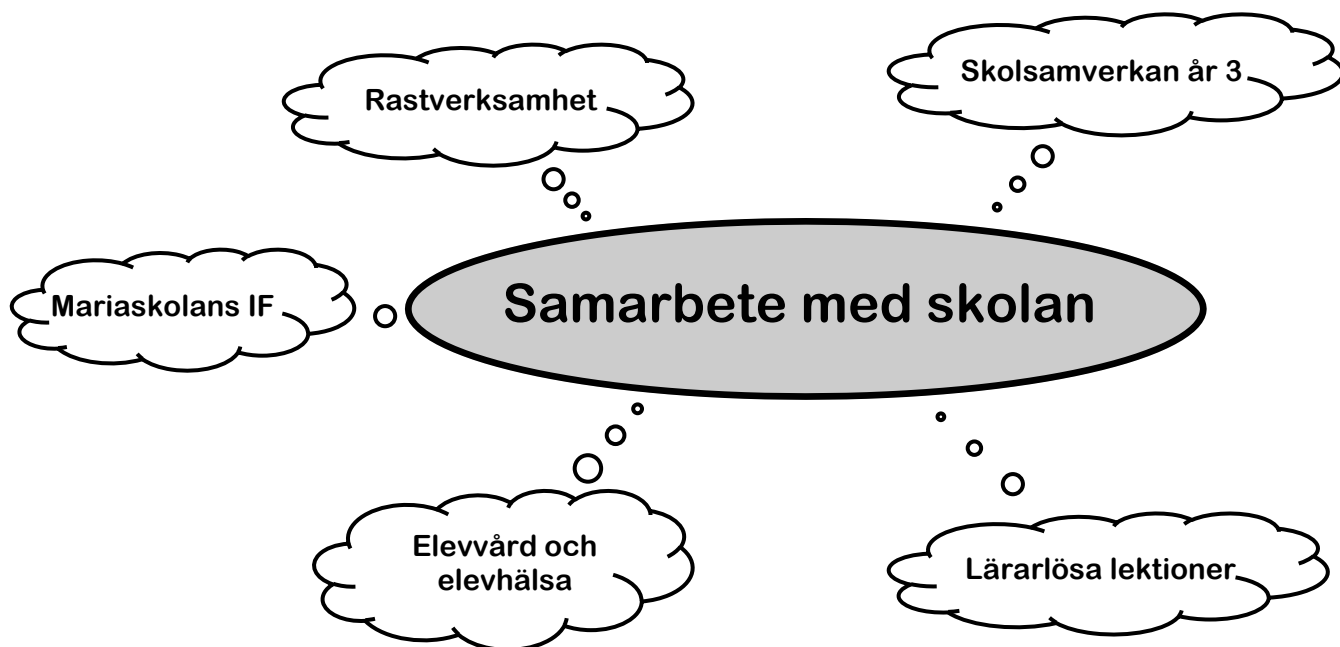 Skolsamverkan år 3
Rastverksamhet
Mariaskolans IF
Samarbete med skolan
Elevvård och
elevhälsa
Lärarlösa lektioner